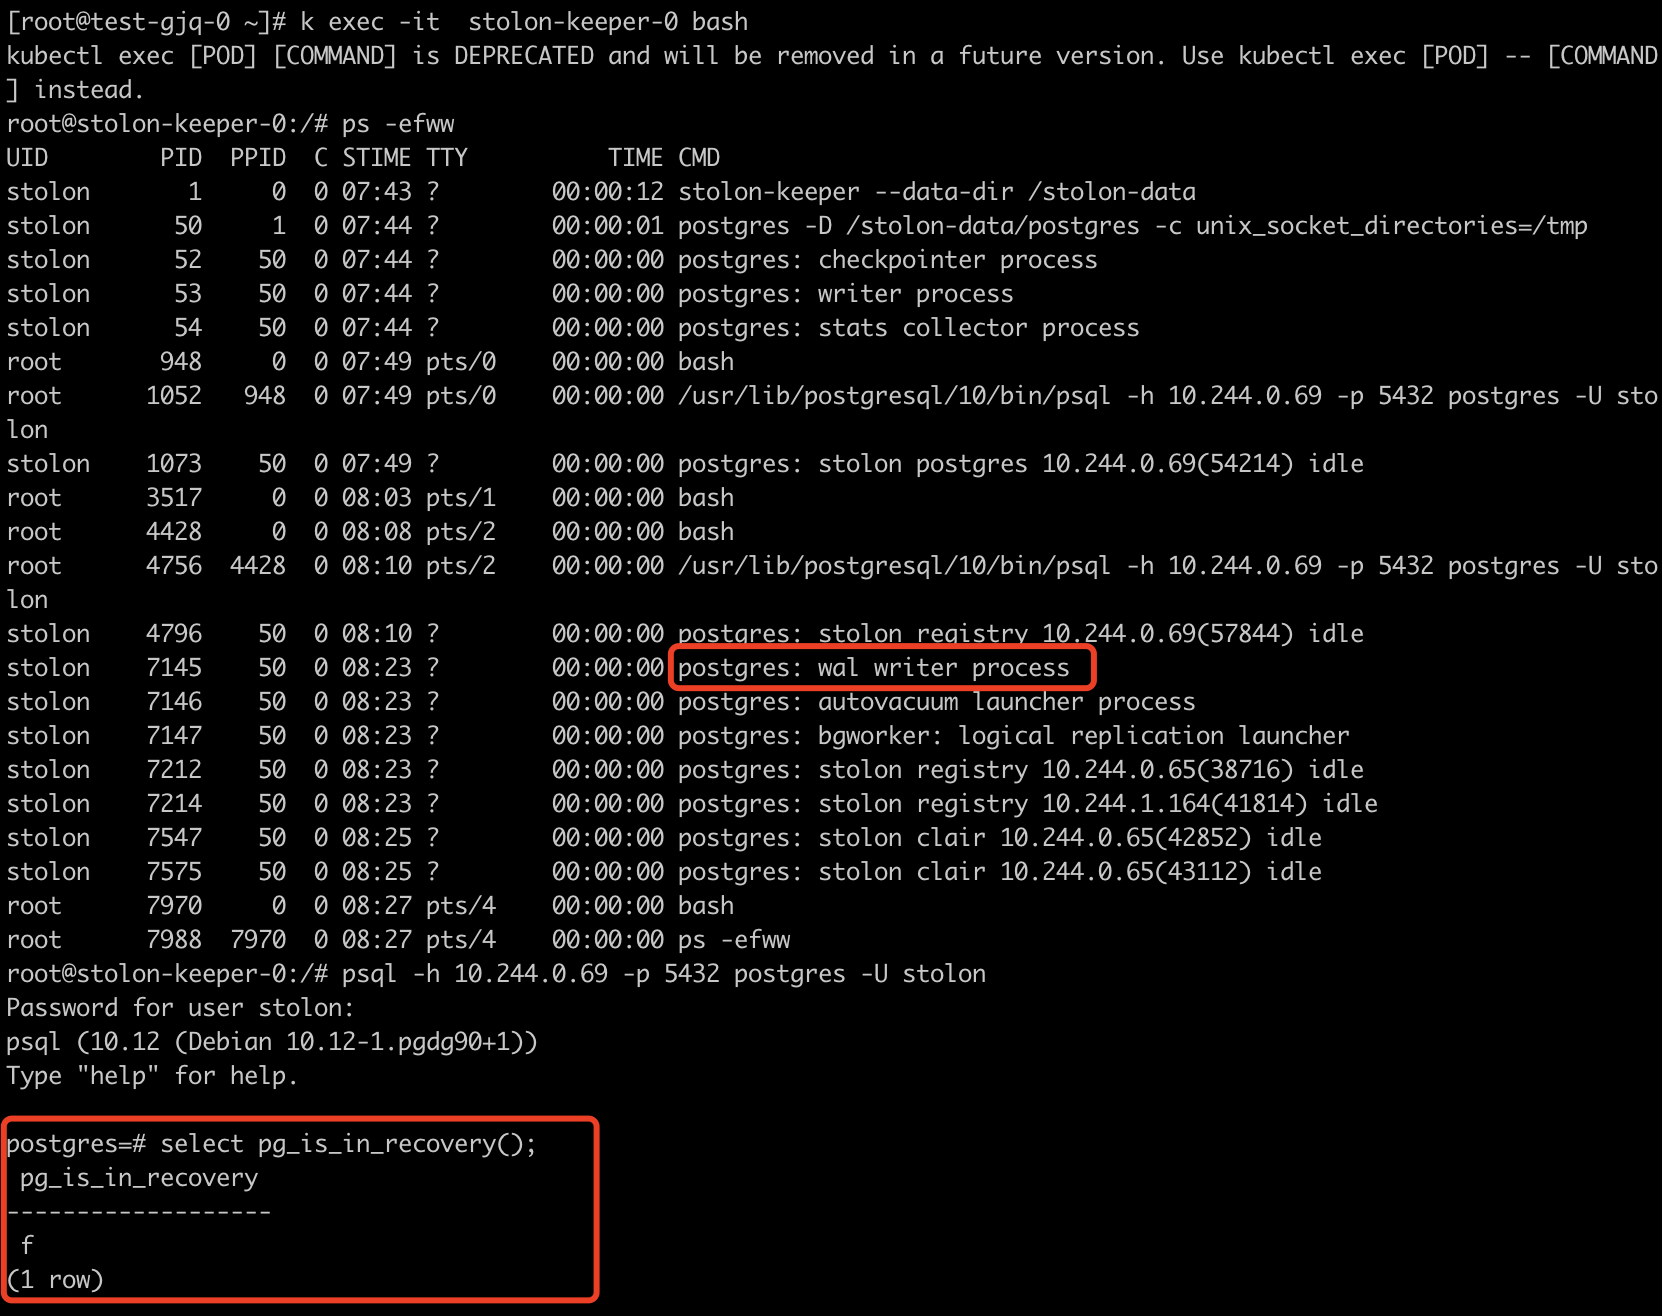 [root@test-gjq-0 ~]# k exec -it  stolon-keeper-0 bash
kubectl exec [POD] [COMMAND] is DEPRECATED and will be removed in a future version. Use kubectl exec [POD] -- [COMMAND
] instead.
root@stolon-keeper-0:/# ps -efww
UID        PID  PPID  C STIME TTY          TIME CMD
stolon       1     0  0 07:43 ?        00:00:12 stolon-keeper --data-dir /stolon-data
stolon      50     1  0 07:44 ?        00:00:01 postgres -D /stolon-data/postgres -c unix_socket_directories=/tmp
stolon      52    50  0 07:44 ?        00:00:00 postgres: checkpointer process
stolon      53    50  0 07:44 ?        00:00:00 postgres: writer process
stolon      54    50  0 07:44 ?        00:00:00 postgres: stats collector process
root       948     0  0 07:49 pts/0    00:00:00 bash
root      1052   948  0 07:49 pts/0    00:00:00 /usr/lib/postgresql/10/bin/psql -h 10.244.0.69 -p 5432 postgres -U sto
lon
stolon    1073    50  0 07:49 ?        00:00:00 postgres: stolon postgres 10.244.0.69(54214) idle
root      3517     0  0 08:03 pts/1    00:00:00 bash
root      4428     0  0 08:08 pts/2    00:00:00 bash
root      4756  4428  0 08:10 pts/2    00:00:00 /usr/lib/postgresql/10/bin/psql -h 10.244.0.69 -p 5432 postgres -U sto
lon
stolon    4796    50  0 08:10 ?        00:00:00 postgres: stolon registry 10.244.0.69(57844) idle
stolon    7145    50  0 08:23 ?        00:00:00 postgres: wal writer process
stolon    7146    50  0 08:23 ?        00:00:00 postgres: autovacuum launcher process
stolon    7147    50  0 08:23 ?        00:00:00 postgres: bgworker: logical replication launcher
stolon    7212    50  0 08:23 ?        00:00:00 postgres: stolon registry 10.244.0.65(38716) idle
stolon    7214    50  0 08:23 ?        00:00:00 postgres: stolon registry 10.244.1.164(41814) idle
stolon    7547    50  0 08:25 ?        00:00:00 postgres: stolon clair 10.244.0.65(42852) idle
stolon    7575    50  0 08:25 ?        00:00:00 postgres: stolon clair 10.244.0.65(43112) idle
root      7970     0  0 08:27 pts/4    00:00:00 bash
root      7988  7970  0 08:27 pts/4    00:00:00 ps -efww
root@stolon-keeper-0:/# psql -h 10.244.0.69 -p 5432 postgres -U stolon
Password for user stolon:
psql (10.12 (Debian 10.12-1.pgdg90+1))
Type "help" for help.
postgres=# select pg_is_in_recovery();
 pg_is_in_recovery
-------------------
 f
(1 row)